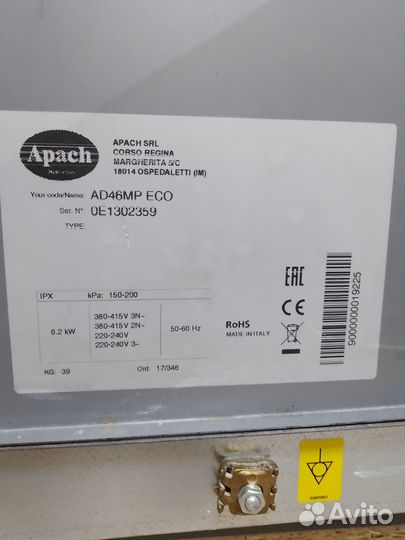 Apach
APACH SRL
CORSO REGINA
MARGHERITA 5/C
18014 OSPEDALETTI (IM)
Your code/Name: AD46MP ECO
Ser. N° 0E1302359
TYPE:
IPX kPa: 150-200
6.2 kW
380-415V 3N~
380-415V 2N~
220-240V
220-240V 3~
50-60 Hz
KG: 39 Ord: 17/346
EAC
CE
RoHS
MADE IN ITALY
9000000019225
Avito